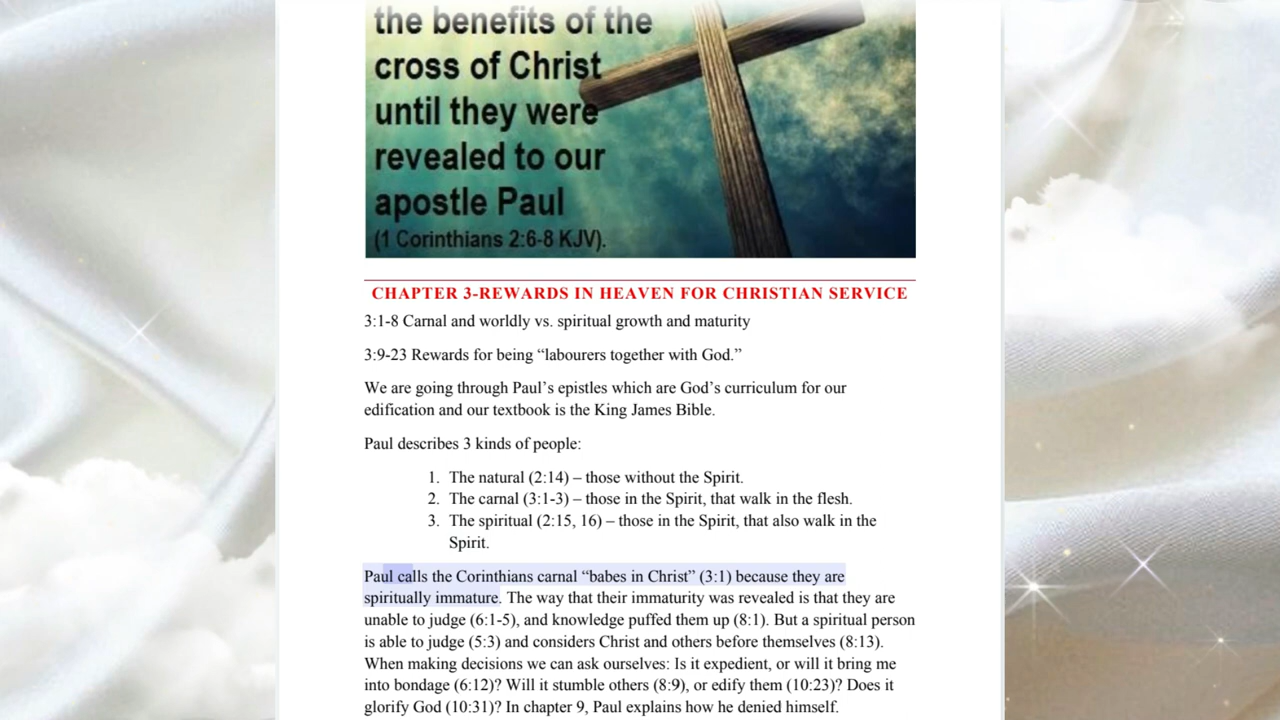 the benefits of the
cross of Christ
until they were
revealed to our
apostle Paul
(1 Corinthians 2:6-8 KJV).
CHAPTER 3-REWARDS IN HEAVEN FOR CHRISTIAN SERVICE
3:1-8 Carnal and worldly vs. spiritual growth and maturity
3:9-23 Rewards for being “labourers together with God.”
We are going through Paul’s epistles which are God’s curriculum for our
edification and our textbook is the King James Bible.
Paul describes 3 kinds of people:
1. The natural (2:14) – those without the Spirit.
2. The carnal (3:1-3) – those in the Spirit, that walk in the flesh.
3. The spiritual (2:15, 16) – those in the Spirit, that also walk in the
Spirit.
Paul calls the Corinthians carnal “babes in Christ” (3:1) because they are
spiritually immature. The way that their immaturity was revealed is that they are
unable to judge (6:1-5), and knowledge puffed them up (8:1). But a spiritual person
is able to judge (5:3) and considers Christ and others before themselves (8:13).
When making decisions we can ask ourselves: Is it expedient, or will it bring me
into bondage (6:12)? Will it stumble others (8:9), or edify them (10:23)? Does it
glorify God (10:31)? In chapter 9, Paul explains how he denied himself.